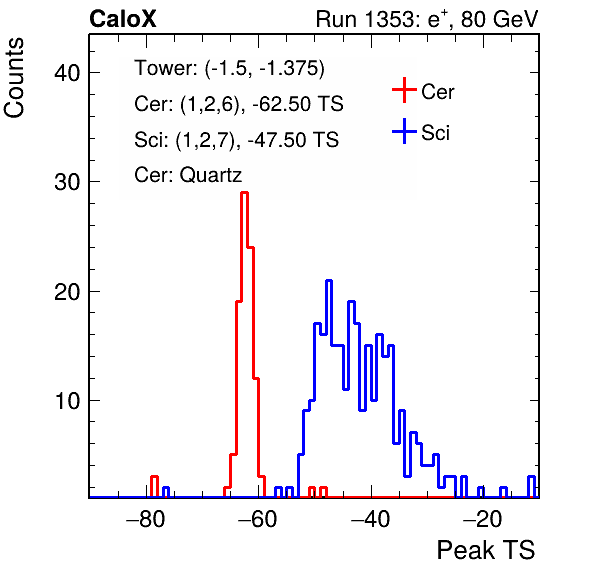 CaloX Run 1353: e⁺, 80 GeV
Counts
Tower: (-1.5, -1.375)
Cer: (1,2,6), -62.50 TS
Sci: (1,2,7), -47.50 TS
Cer: Quartz
Cer
Sci
40
30
20
10
−80 −60 −40 −20
Peak TS